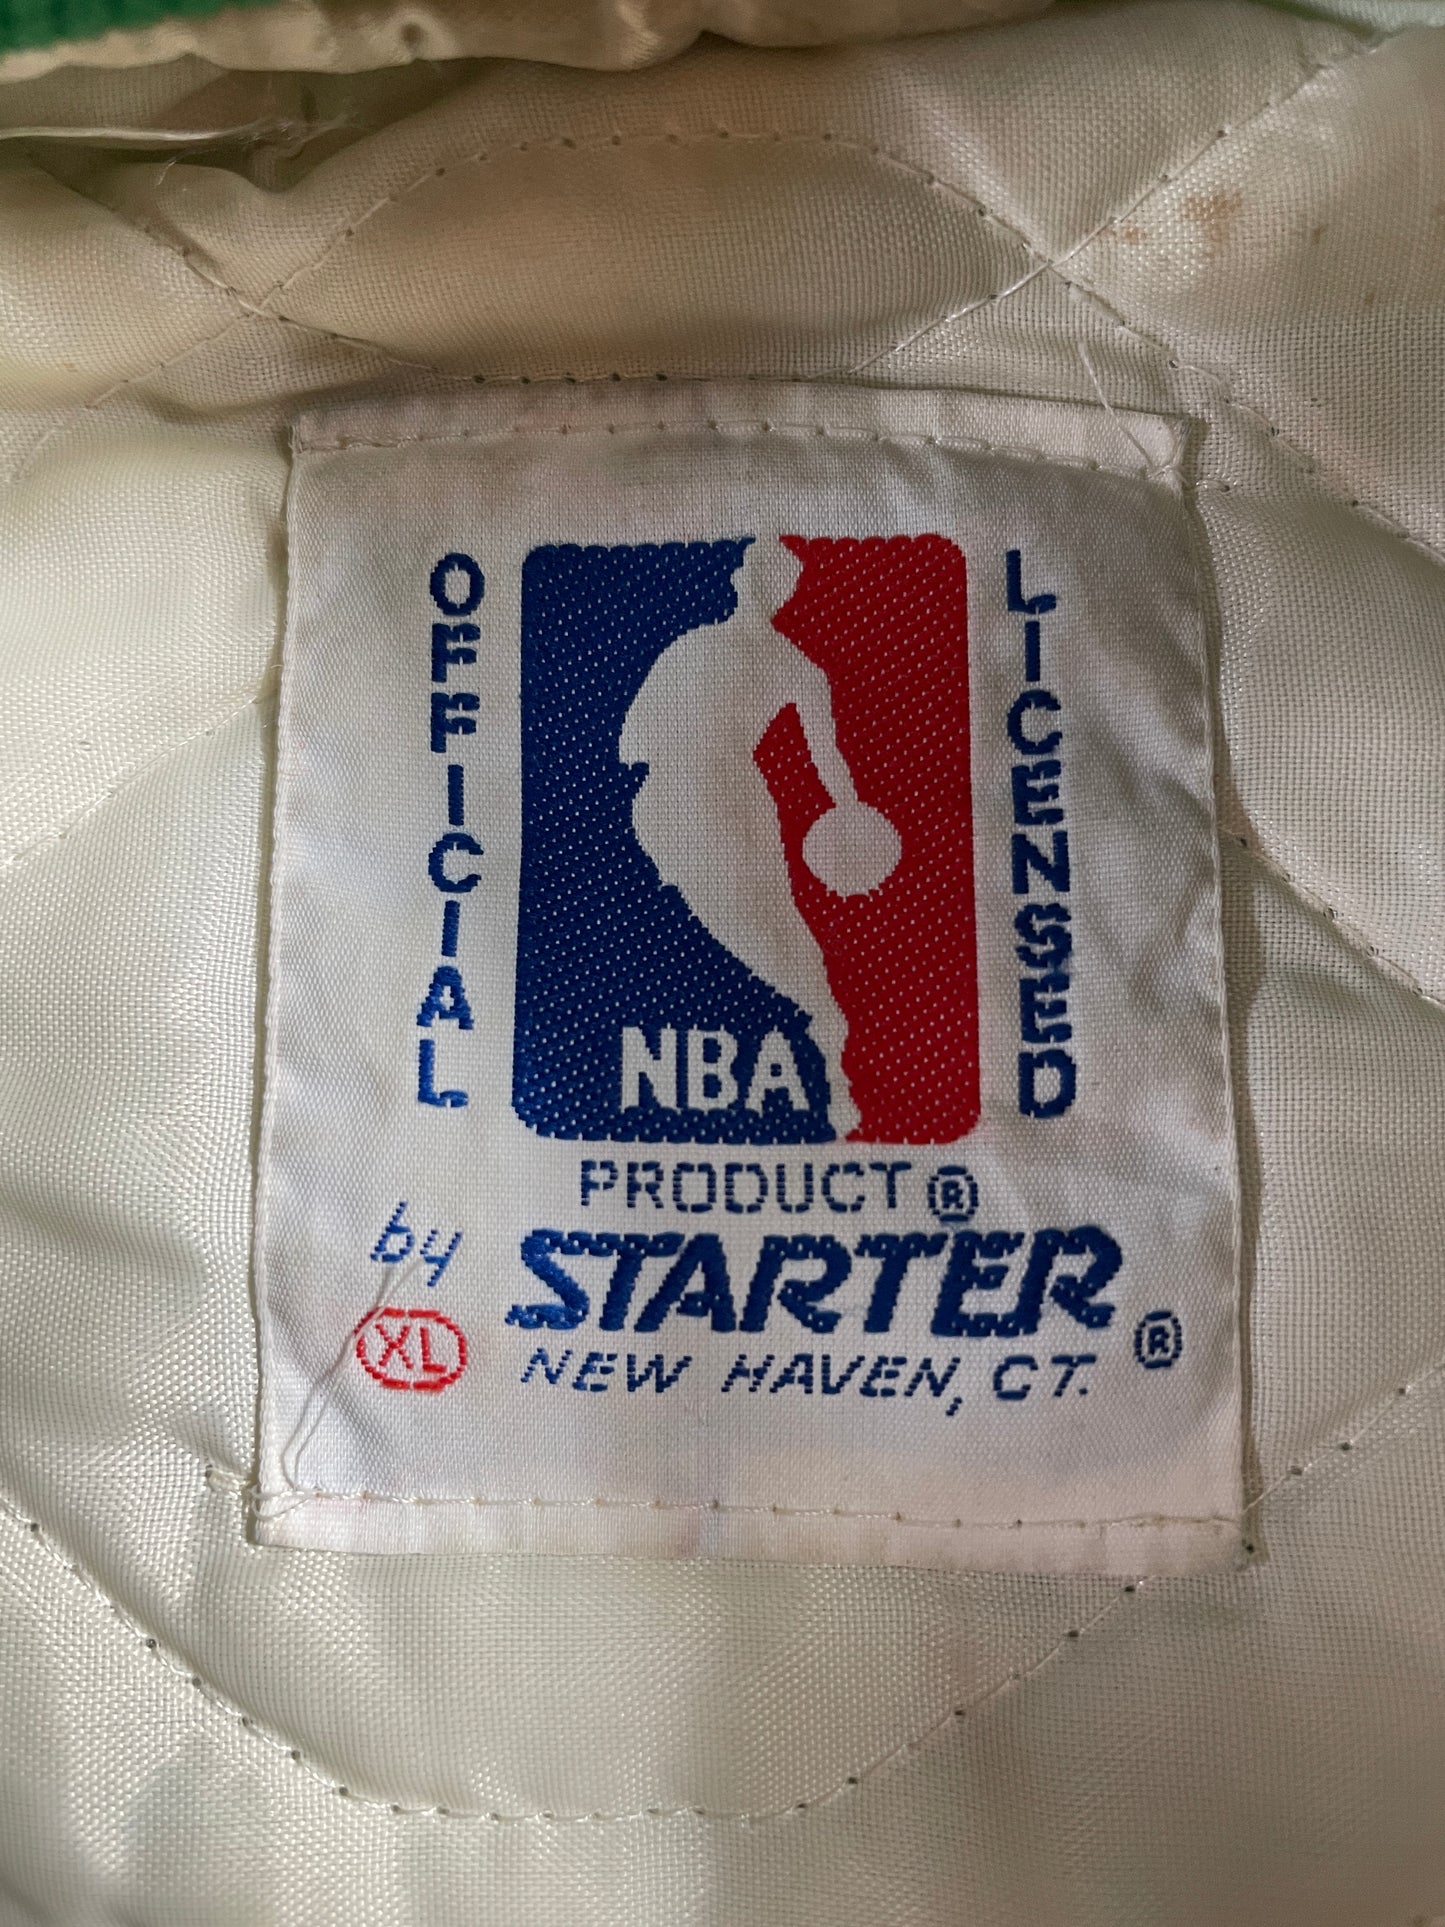 OFFICIAL
LICENSED
NBA
PRODUCT ®
by STARTER ®
XL
NEW HAVEN, CT.